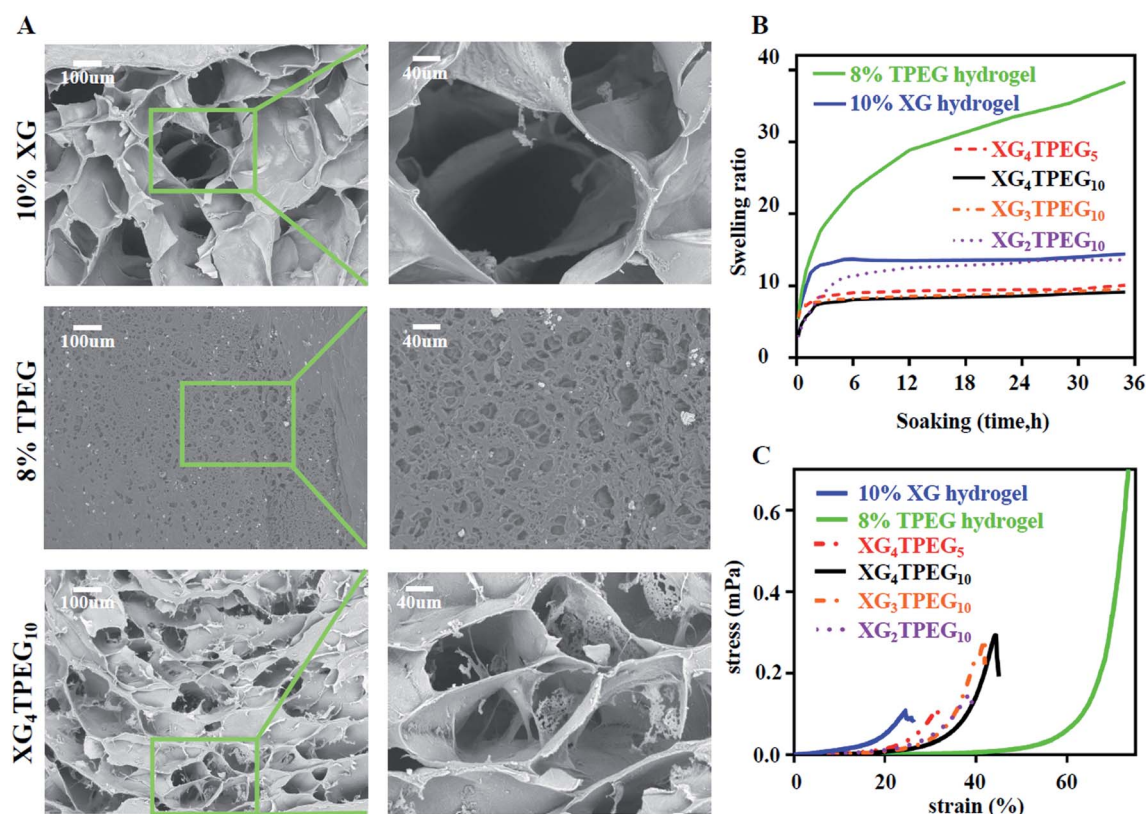 A
10% XG
100um
40um
8% TPEG
100um
40um
XG₄TPEG₁₀
100um
40um
B
Swelling ratio
40
30
20
10
0
8% TPEG hydrogel
10% XG hydrogel
XG₄TPEG₅
XG₄TPEG₁₀
XG₃TPEG₁₀
XG₂TPEG₁₀
0 6 12 18 24 30 36
Soaking (time,h)
C
stress (mPa)
0.6
0.4
0.2
0.0
10% XG hydrogel
8% TPEG hydrogel
XG₄TPEG₅
XG₄TPEG₁₀
XG₃TPEG₁₀
XG₂TPEG₁₀
0 20 40 60
strain (%)